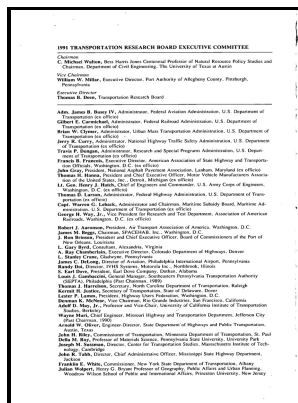 1991 TRANSPORTATION RESEARCH BOARD EXECUTIVE COMMITTEE
Chairman
C. Michael Walton, Bess Harris Jones Centennial Professor of Natural Resource Policy Studies and
Chairman, Department of Civil Engineering, The University of Texas at Austin
Vice Chairman
William W. Millar, Executive Director, Port Authority of Allegheny County, Pittsburgh,
Pennsylvania
Executive Director
Thomas B. Deen, Transportation Research Board
Adm. James B. Busey IV, Administrator, Federal Aviation Administration, U.S. Department of
Transportation (ex officio)
Gilbert E. Carmichael, Administrator, Federal Railroad Administration, U.S. Department of
Transportation (ex officio)
Brian W. Clymer, Administrator, Urban Mass Transportation Administration, U.S. Department of
Transportation (ex officio)
Jerry R. Curry, Administrator, National Highway Traffic Safety Administration, U.S. Department
of Transportation (ex officio)
Travis P. Dungan, Administrator, Research and Special Programs Administration, U.S. Depart-
ment of Transportation (ex officio)
Francis B. Francois, Executive Director, American Association of State Highway and Transporta-
tion Officials, Washington, D.C. (ex officio)
John Gray, President, National Asphalt Pavement Association, Lanham, Maryland (ex officio)
Thomas H. Hanna, President and Chief Executive Officer, Motor Vehicle Manufacturers Associa-
tion of the United States, Inc., Detroit, Michigan (ex officio)
Lt. Gen. Henry J. Hatch, Chief of Engineers and Commander, U.S. Army Corps of Engineers,
Washington, D.C. (ex officio)
Thomas D. Larson, Administrator, Federal Highway Administration, U.S. Department of Trans-
portation (ex officio)
Capt. Warren G. Leback, Administrator and Chairman, Maritime Subsidy Board, Maritime Ad-
ministration, U.S. Department of Transportation (ex officio)
George H. Way, Jr., Vice President for Research and Test Department, Association of American
Railroads, Washington, D.C. (ex officio)
Robert J. Aaronson, President, Air Transport Association of America, Washington, D.C.
James M. Beggs, Chairman, SPACEHAB, Inc., Washington, D.C.
J. Ron Brinson, President and Chief Executive Officer, Board of Commissioners of the Port of
New Orleans, Louisiana
L. Gary Byrd, Consultant, Alexandria, Virginia
A. Ray Chamberlain, Executive Director, Colorado Department of Highways, Denver
L. Stanley Crane, Gladwyne, Pennsylvania
James C. DeLong, Director of Aviation, Philadelphia International Airport, Pennsylvania
Randy Doi, Director, IVHS Systems, Motorola Inc., Northbrook, Illinois
S. Earl Dove, President, Earl Dove Company, Dothan, Alabama
Louis J. Gambaccini, General Manager, Southeastern Pennsylvania Transportation Authority
(SEPTA), Philadelphia (Past Chairman, 1989)
Thomas J. Harrelson, Secretary, North Carolina Department of Transportation, Raleigh
Kermit H. Justice, Secretary of Transportation, State of Delaware, Dover
Lester P. Lamm, President, Highway Users Federation, Washington, D.C.
Denman K. McNear, Vice Chairman, Rio Grande Industries, San Francisco, California
Adolf D. May, Jr., Professor and Vice-Chair, University of California Institute of Transportation
Studies, Berkeley
Wayne Muri, Chief Engineer, Missouri Highway and Transportation Department, Jefferson City
(Past Chairman, 1990)
Arnold W. Oliver, Engineer-Director, State Department of Highways and Public Transportation,
Austin, Texas
John H. Riley, Commissioner of Transportation, Minnesota Department of Transportation, St. Paul
Della M. Roy, Professor of Materials Science, Pennsylvania State University, University Park
Joseph M. Sussman, Director, Center for Transportation Studies, Massachusetts Institute of Tech-
nology, Cambridge
John R. Tabb, Director, Chief Administrative Officer, Mississippi State Highway Department,
Jackson
Franklin E. White, Commissioner, New York State Department of Transportation, Albany
Julian Wolpert, Henry G. Bryant Professor of Geography, Public Affairs and Urban Planning,
Woodrow Wilson School of Public and International Affairs, Princeton University, New Jersey